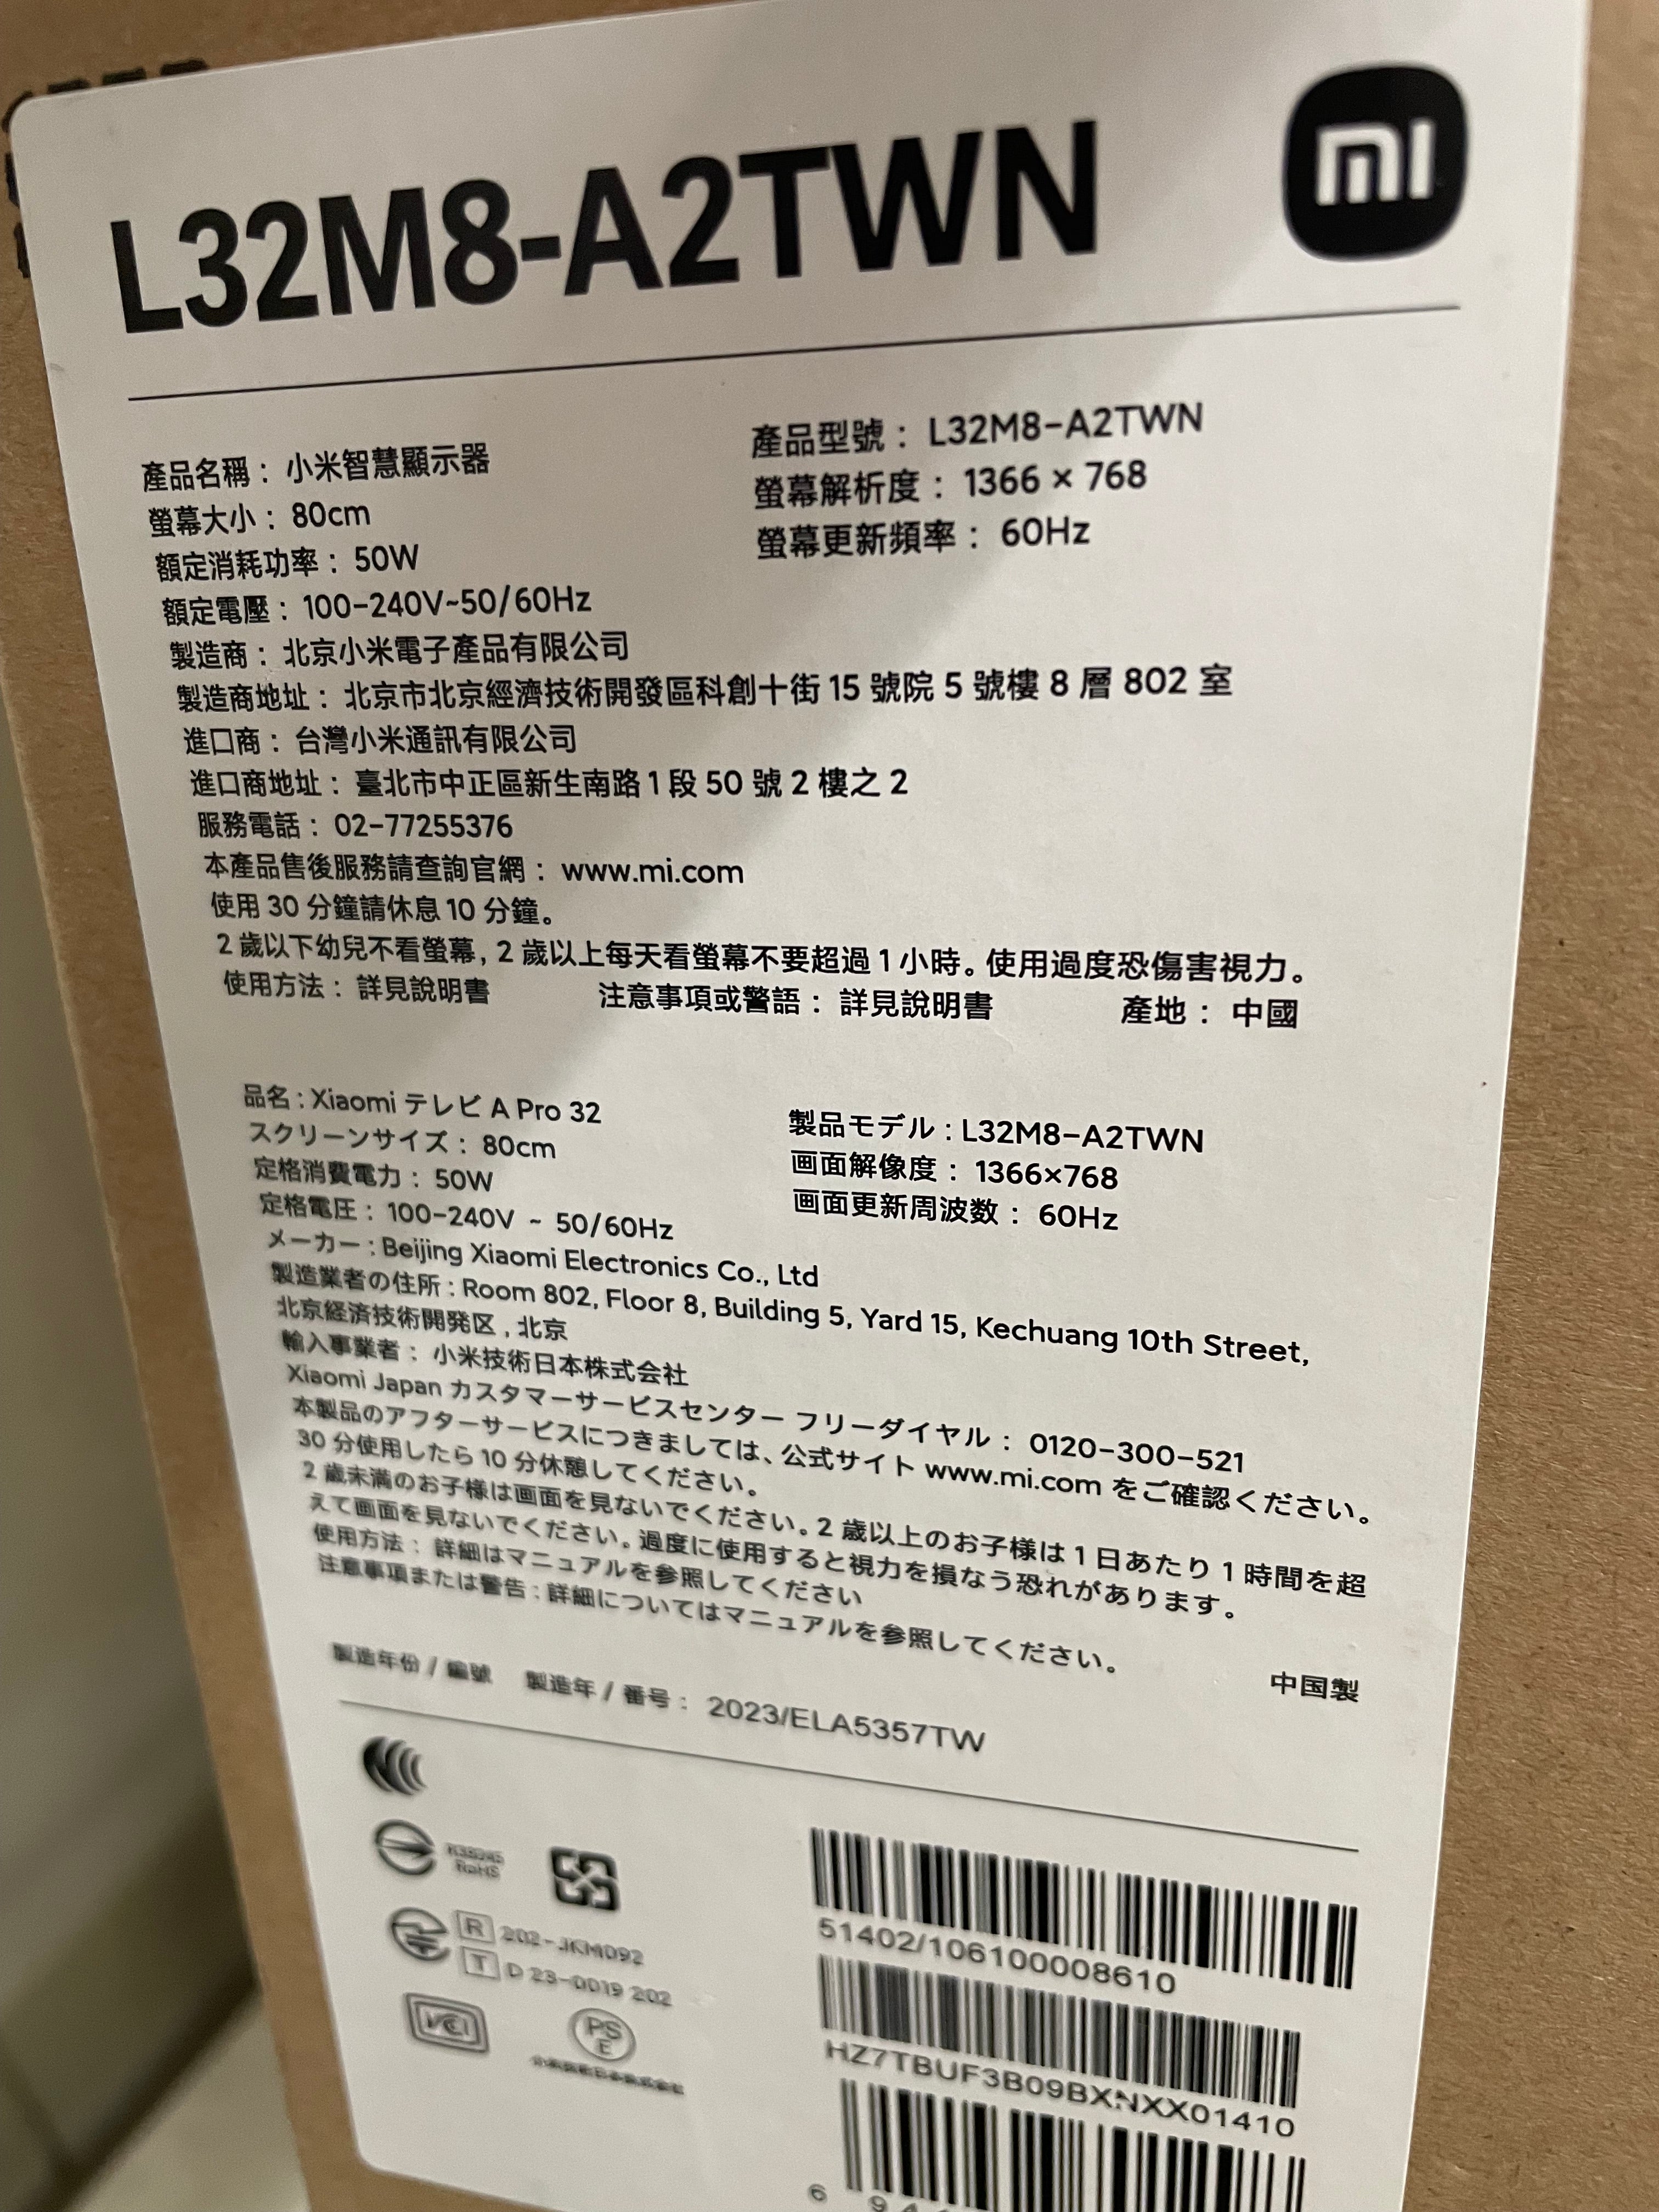 L32M8-A2TWN
mi
產品名稱：小米智慧顯示器
產品型號：L32M8-A2TWN
螢幕大小：80cm
螢幕解析度：1366 × 768
額定消耗功率：50W
螢幕更新頻率：60Hz
額定電壓：100-240V~50/60Hz
製造商：北京小米電子產品有限公司
製造商地址：北京市北京經濟技術開發區科創十街 15 號院 5 號樓 8 層 802 室
進口商：台灣小米通訊有限公司
進口商地址：臺北市中正區新生南路 1 段 50 號 2 樓之 2
服務電話：02-77255376
本產品售後服務請查詢官網：www.mi.com
使用 30 分鐘請休息 10 分鐘。
2 歲以下幼兒不看螢幕，2 歲以上每天看螢幕不要超過 1 小時。使用過度恐傷害視力。
使用方法：詳見說明書 注意事項或警語：詳見說明書 產地：中國
品名 : Xiaomi テレビ A Pro 32
製品モデル : L32M8-A2TWN
スクリーンサイズ：80cm
画面解像度：1366×768
定格消費電力：50W
画面更新周波数：60Hz
定格電圧：100-240V ~ 50/60Hz
メーカー : Beijing Xiaomi Electronics Co., Ltd
製造業者の住所 : Room 802, Floor 8, Building 5, Yard 15, Kechuang 10th Street,
北京経済技術開発区 , 北京
輸入事業者：小米技術日本株式会社
Xiaomi Japan カスタマーサービスセンター フリーダイヤル：0120-300-521
本製品のアフターサービスにつきましては、公式サイト www.mi.com をご確認ください。
30 分使用したら 10 分休憩してください。
2 歳未満のお子様は画面を見ないでください。2 歳以上のお子様は 1 日あたり 1 時間を超
えて画面を見ないでください。過度に使用すると視力を損なう恐れがあります。
使用方法：詳細はマニュアルを参照してください
注意事項または警告 : 詳細についてはマニュアルを参照してください。
中国製
製造年份 / 編號 製造年 / 番号：2023/ELA5357TW
RoHS
R 202-JKM092
T D 23-0019 202
VCCI
PS
E
51402/106100008610
HZ7TBUF3B09BXNXX01410